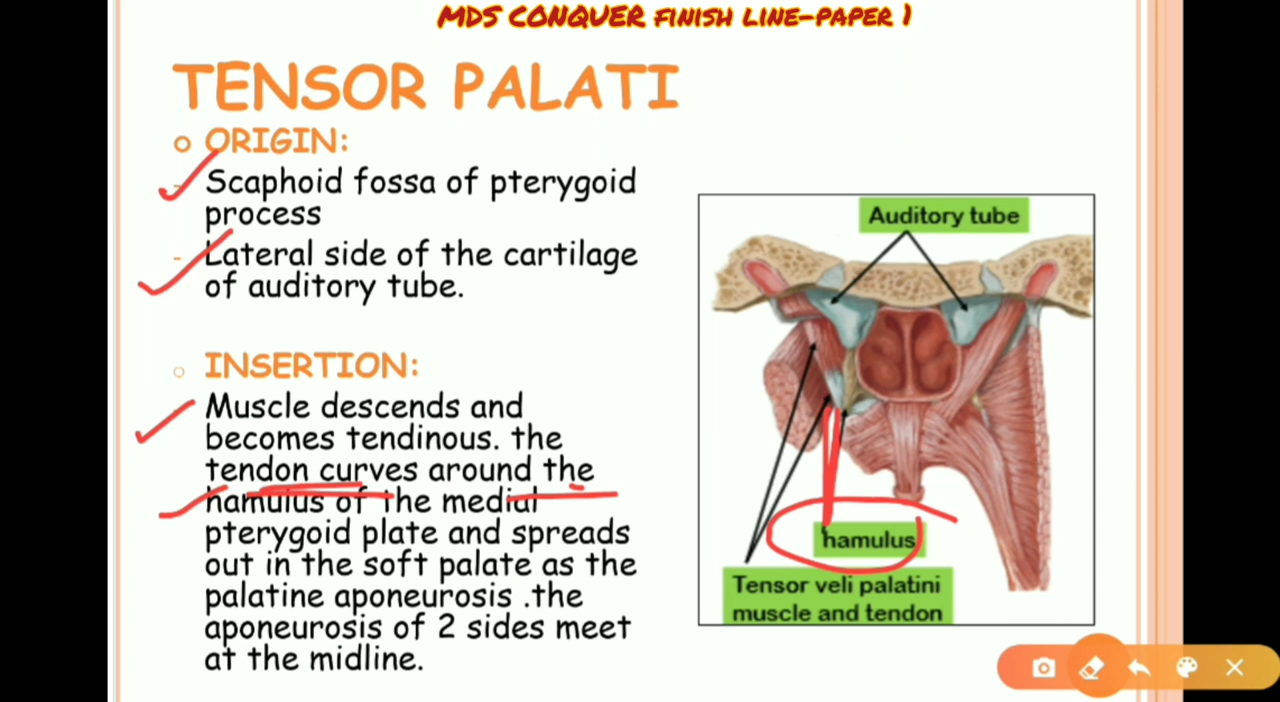 MDS CONQUER FINISH LINE-PAPER 1
TENSOR PALATI
ORIGIN:
- Scaphoid fossa of pterygoid
process
- Lateral side of the cartilage
of auditory tube.
INSERTION:
Muscle descends and
becomes tendinous. the
tendon curves around the
hamulus of the medial
pterygoid plate and spreads
out in the soft palate as the
palatine aponeurosis .the
aponeurosis of 2 sides meet
at the midline.
Auditory tube
hamulus
Tensor veli palatini
muscle and tendon